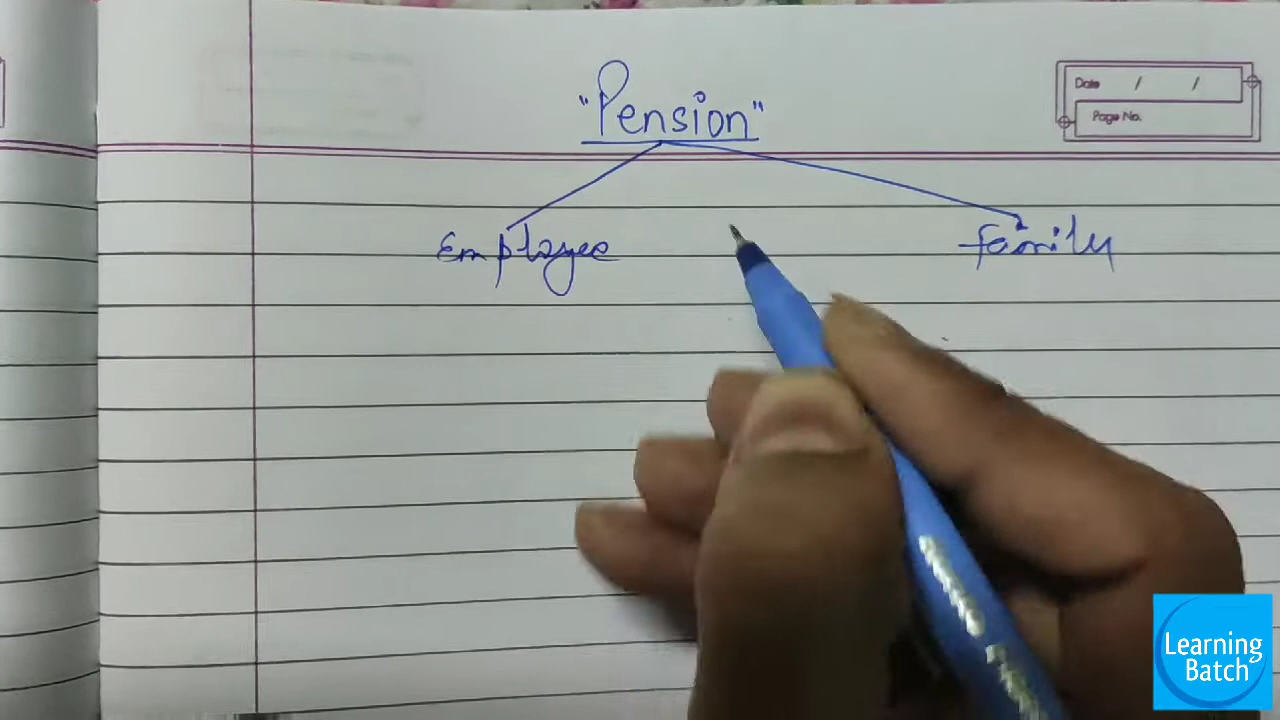 "Pension"
Date / /
Page No.
Employee family
Learning
Batch